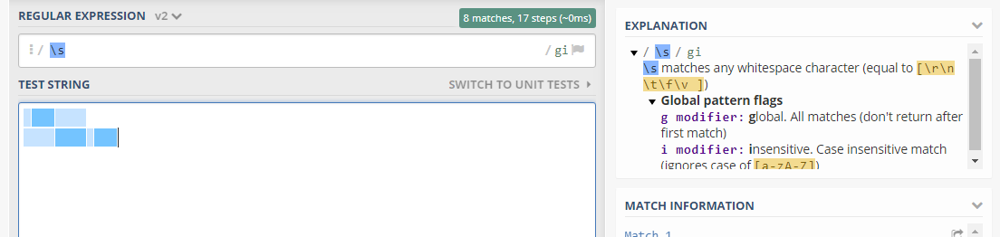 REGULAR EXPRESSION v2
8 matches, 17 steps (~0ms)
/ \s / gi
TEST STRING
SWITCH TO UNIT TESTS
EXPLANATION
/ \s / gi
\s matches any whitespace character (equal to [\r\n
\t\f\v ])
Global pattern flags
g modifier: global. All matches (don't return after
first match)
i modifier: insensitive. Case insensitive match
(ignores case of [a-zA-Z])
MATCH INFORMATION
Match 1